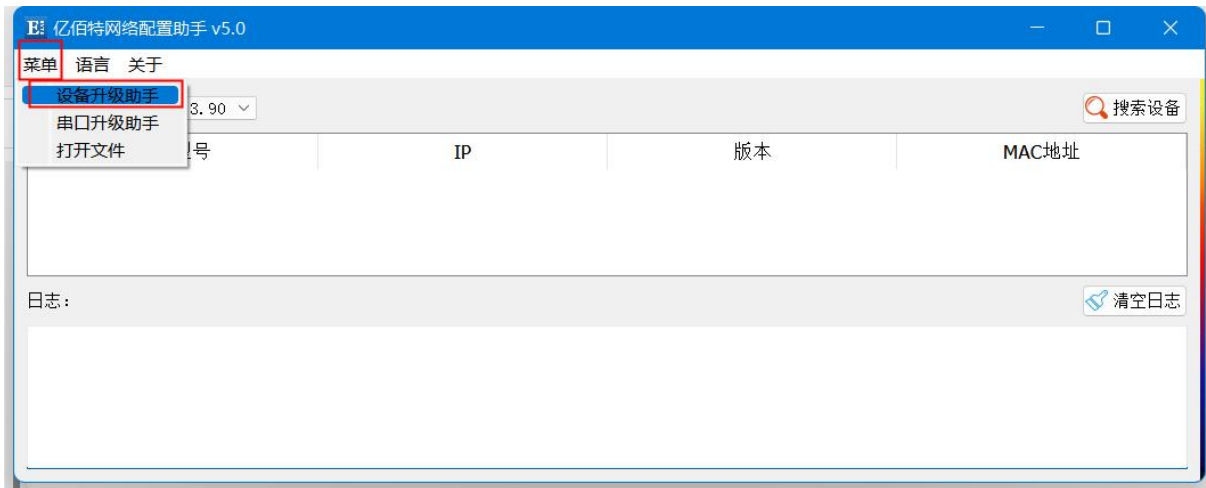 E 亿佰特网络配置助手 v5.0
菜单 语言 关于
设备升级助手
3.90 搜索设备
串口升级助手
打开文件 号 IP 版本 MAC地址
日志: 清空日志